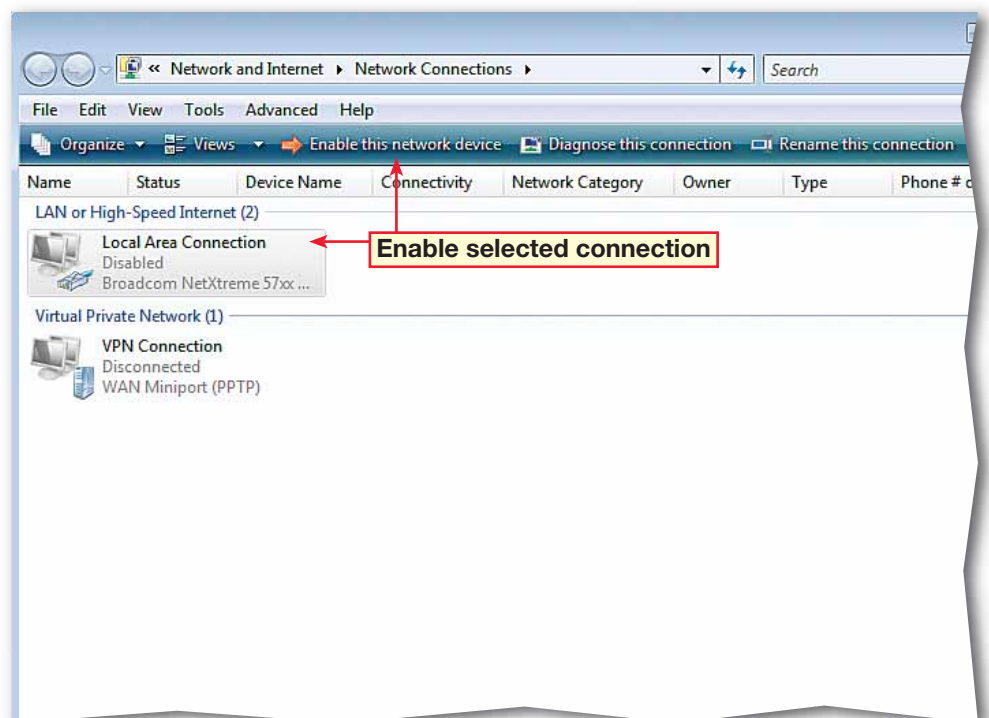 « Network and Internet Network Connections
Search
File Edit View Tools Advanced Help
Organize Views Enable this network device Diagnose this connection Rename this connection
Name Status Device Name Connectivity Network Category Owner Type Phone #
LAN or High-Speed Internet (2)
Local Area Connection
Disabled
Broadcom NetXtreme 57xx ...
Enable selected connection
Virtual Private Network (1)
VPN Connection
Disconnected
WAN Miniport (PPTP)